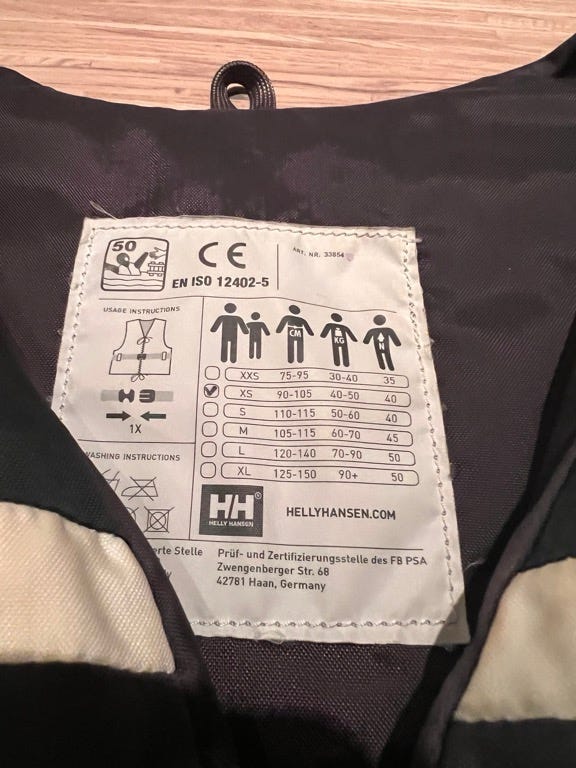 50
CE
ART. NR. 33854
EN ISO 12402-5
USAGE INSTRUCTIONS
1X
CM
KG
N
XXS 75-95 30-40 35
XS 90-105 40-50 40
S 110-115 50-60 40
M 105-115 60-70 45
L 120-140 70-90 50
XL 125-150 90+ 50
WASHING INSTRUCTIONS
HH®
HELLY HANSEN
HELLYHANSEN.COM
Stelle
Prüf- und Zertifizierungsstelle des FB PSA
Zwengenberger Str. 68
42781 Haan, Germany